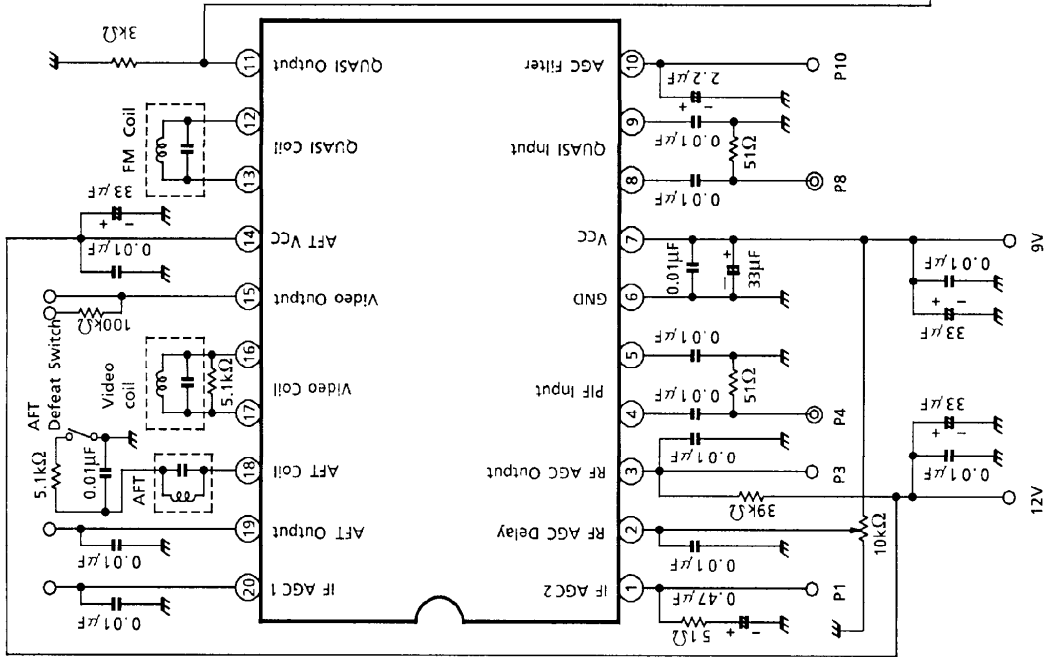 3kΩ
11
QUASI Output
12
QUASI Coil
FM Coil
13
33μF
+
−
0.01μF
14
AFT Vcc
15
Video Output
100kΩ
AFT
Defeat Switch
Video
coil
16
Video Coil
5.1kΩ
17
5.1kΩ
0.01μF
AFT
18
AFT Coil
19
AFT Output
0.01μF
20
IF AGC1
0.01μF
AGC Filter
10
2.2μF
+
−
P10
9
QUASI Input
0.01μF
51Ω
8
0.01μF
P8
VCC
7
0.01μF
+
−
33μF
9V
0.01μF
33μF
+
−
GND
6
5
PIF Input
0.01μF
51Ω
4
0.01μF
P4
0.01μF
RF AGC Output
3
P3
39kΩ
33μF
+
−
0.01μF
12V
RF AGC Delay
2
0.01μF
10kΩ
IF AGC2
1
P1
0.47μF
51Ω
+
−